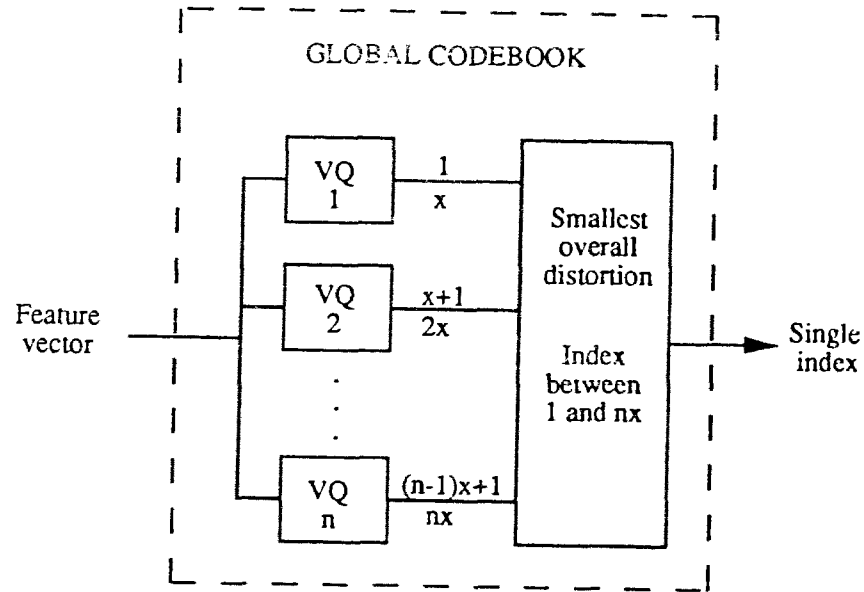 GLOBAL CODEBOOK
VQ
1
1
x
Smallest
overall
distortion
VQ
2
x+1
2x
Feature
vector
Single
index
Index
between
1 and nx
.
.
.
VQ
n
(n-1)x+1
nx